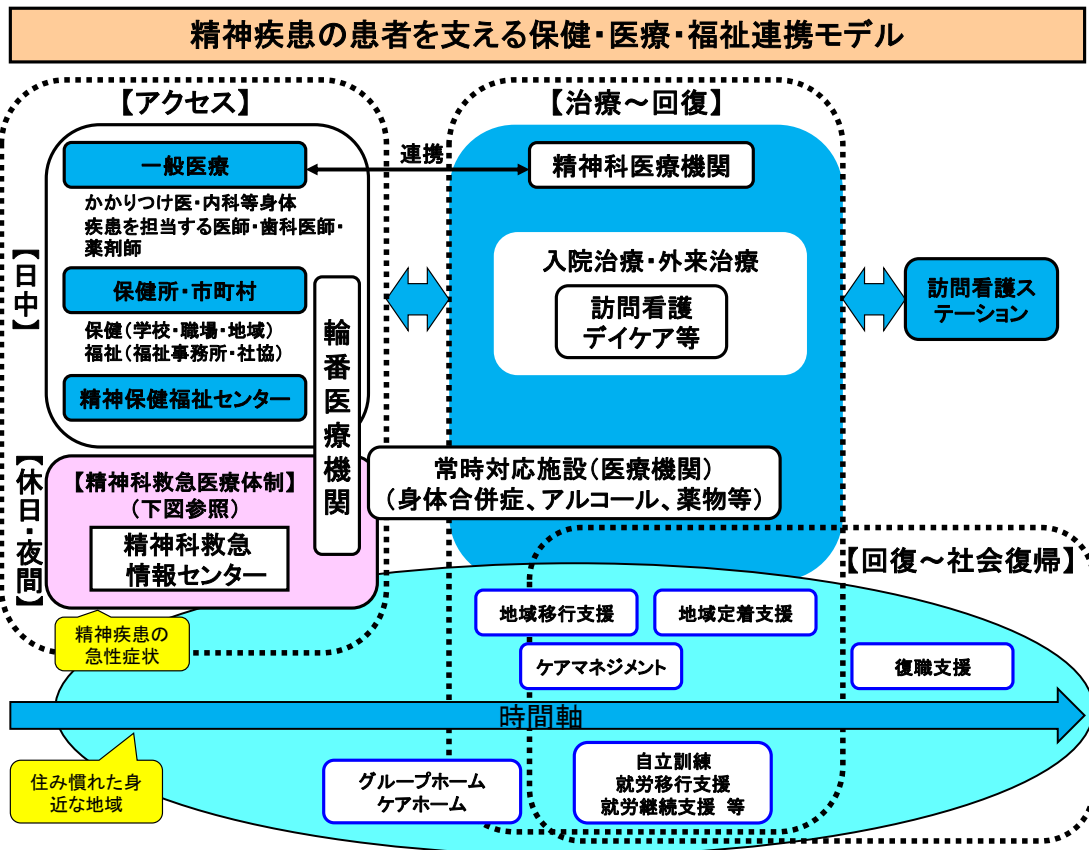 精神疾患の患者を支える保健・医療・福祉連携モデル
【アクセス】
【治療～回復】
【日中】
一般医療
かかりつけ医・内科等身体
疾患を担当する医師・歯科医師・
薬剤師
保健所・市町村
保健（学校・職場・地域）
福祉（福祉事務所・社協）
精神保健福祉センター
輪番医療機関
連携
精神科医療機関
入院治療・外来治療
訪問看護
デイケア等
訪問看護ス
テーション
常時対応施設（医療機関）
（身体合併症、アルコール、薬物等）
【休日・夜間】
【精神科救急医療体制】
（下図参照）
精神科救急
情報センター
精神疾患の
急性症状
【回復～社会復帰】
地域移行支援
地域定着支援
ケアマネジメント
復職支援
時間軸
住み慣れた身
近な地域
グループホーム
ケアホーム
自立訓練
就労移行支援
就労継続支援 等